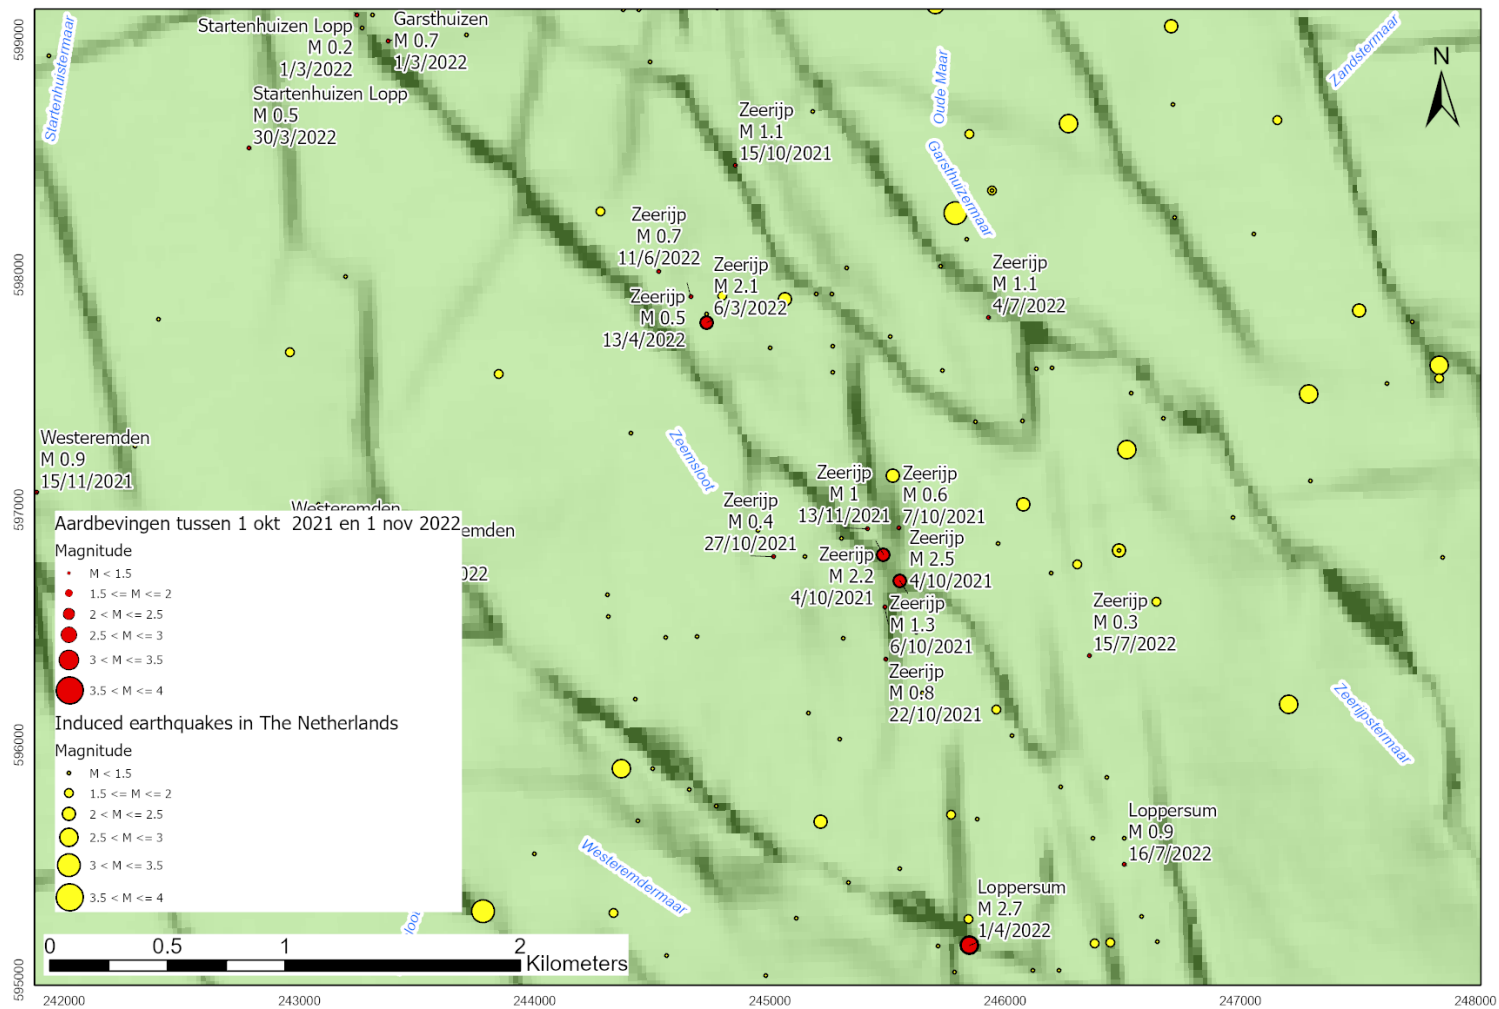 Startenhuizen Lopp
M 0.2
1/3/2022
Garsthuizen
M 0.7
1/3/2022
Startenhuizen Lopp
M 0.5
30/3/2022
Startenhuistermaar
Zeerijp
M 1.1
15/10/2021
Oude Maar
Garsthuizermaar
Zandstermaar
N
Zeerijp
M 0.7
11/6/2022
Zeerijp
M 2.1
6/3/2022
Zeerijp
M 0.5
13/4/2022
Zeerijp
M 1.1
4/7/2022
Westeremden
M 0.9
15/11/2021
Zeemsloot
Westeremden
emden
022
Zeerijp
M 0.4
27/10/2021
Zeerijp
M 1
13/11/2021
Zeerijp
M 0.6
7/10/2021
Zeerijp
M 2.2
4/10/2021
Zeerijp
M 2.5
4/10/2021
Zeerijp
M 1.3
6/10/2021
Zeerijp
M 0.8
22/10/2021
Zeerijp
M 0.3
15/7/2022
Zeerijpstermaar
Loppersum
M 0.9
16/7/2022
Westeremdermaar
Loppersum
M 2.7
1/4/2022
sloot
Aardbevingen tussen 1 okt 2021 en 1 nov 2022
Magnitude
M < 1.5
1.5 <= M <= 2
2 < M <= 2.5
2.5 < M <= 3
3 < M <= 3.5
3.5 < M <= 4
Induced earthquakes in The Netherlands
Magnitude
M < 1.5
1.5 <= M <= 2
2 < M <= 2.5
2.5 < M <= 3
3 < M <= 3.5
3.5 < M <= 4
0 0.5 1 2
Kilometers
599000
598000
597000
596000
595000
242000 243000 244000 245000 246000 247000 248000